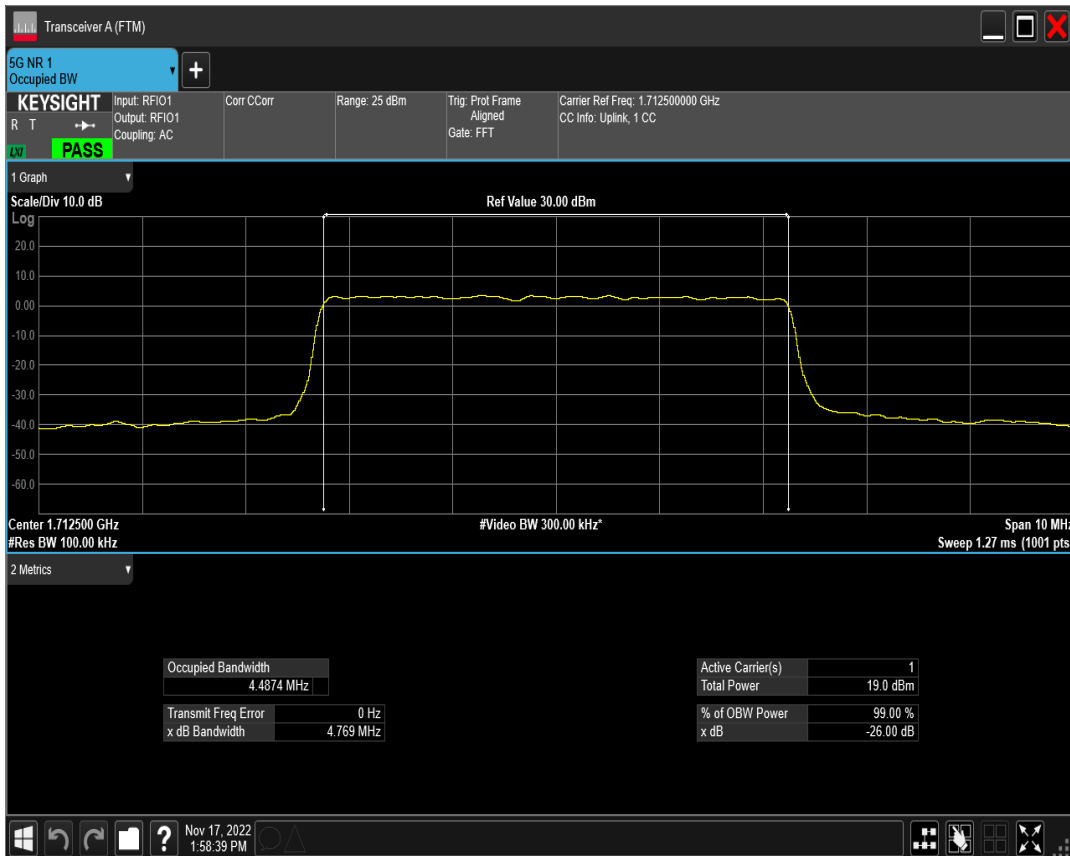 Transceiver A (FTM)
5G NR 1
Occupied BW
+
KEYSIGHT
R T
LXI
PASS
Input: RFIO1
Output: RFIO1
Coupling: AC
Corr CCorr
Range: 25 dBm
Trig: Prot Frame
Aligned
Gate: FFT
Carrier Ref Freq: 1.712500000 GHz
CC Info: Uplink, 1 CC
1 Graph
Scale/Div 10.0 dB
Ref Value 30.00 dBm
Log
20.0
10.0
0.00
-10.0
-20.0
-30.0
-40.0
-50.0
-60.0
Center 1.712500 GHz
#Video BW 300.00 kHz*
Span 10 MHz
#Res BW 100.00 kHz
Sweep 1.27 ms (1001 pts
2 Metrics
Occupied Bandwidth
4.4874 MHz
Transmit Freq Error 0 Hz
x dB Bandwidth 4.769 MHz
Active Carrier(s) 1
Total Power 19.0 dBm
% of OBW Power 99.00 %
x dB -26.00 dB
?
Nov 17, 2022
1:58:39 PM